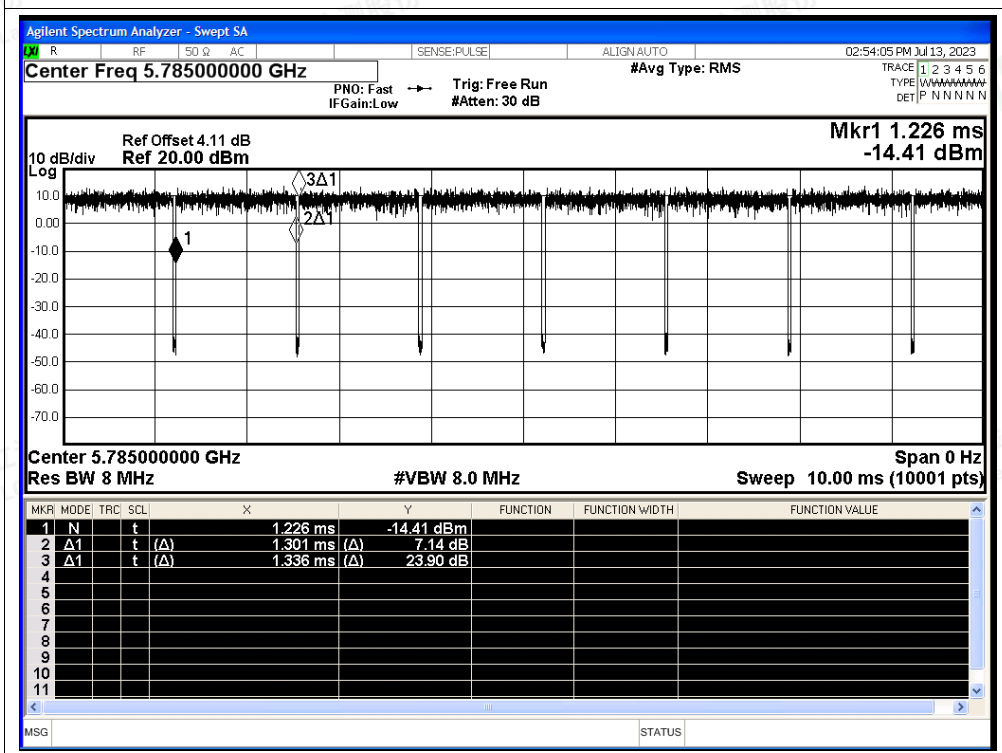 Agilent Spectrum Analyzer - Swept SA
LXI R RF 50 Ω AC SENSE:PULSE ALIGN AUTO 02:54:05 PM Jul 13, 2023
Center Freq 5.785000000 GHz #Avg Type: RMS TRACE 1 2 3 4 5 6
PNO: Fast Trig: Free Run TYPE WWWWWW
IFGain:Low #Atten: 30 dB DET P N N N N N
Mkr1 1.226 ms
Ref Offset 4.11 dB
10 dB/div Ref 20.00 dBm -14.41 dBm
Log
3Δ1
10.0
2Δ1
0.00
1
-10.0
-20.0
-30.0
-40.0
-50.0
-60.0
-70.0
Center 5.785000000 GHz Span 0 Hz
Res BW 8 MHz #VBW 8.0 MHz Sweep 10.00 ms (10001 pts)
MKR MODE TRC SCL X Y FUNCTION FUNCTION WIDTH FUNCTION VALUE
1 N t 1.226 ms -14.41 dBm
2 Δ1 t (Δ) 1.301 ms (Δ) 7.14 dB
3 Δ1 t (Δ) 1.336 ms (Δ) 23.90 dB
4
5
6
7
8
9
10
11
MSG STATUS